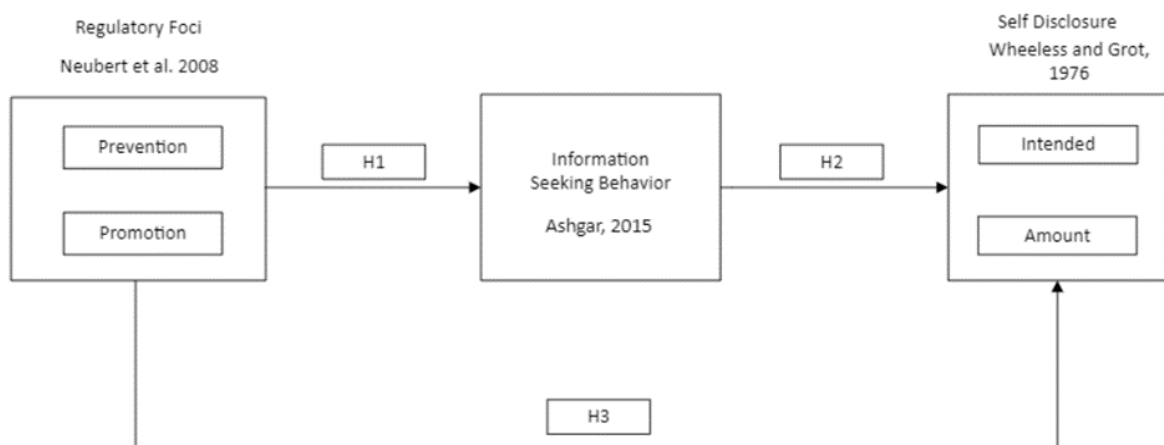 Regulatory Foci
Neubert et al. 2008
Prevention
Promotion
H1
Information
Seeking Behavior
Ashgar, 2015
H2
Self Disclosure
Wheeless and Grot,
1976
Intended
Amount
H3